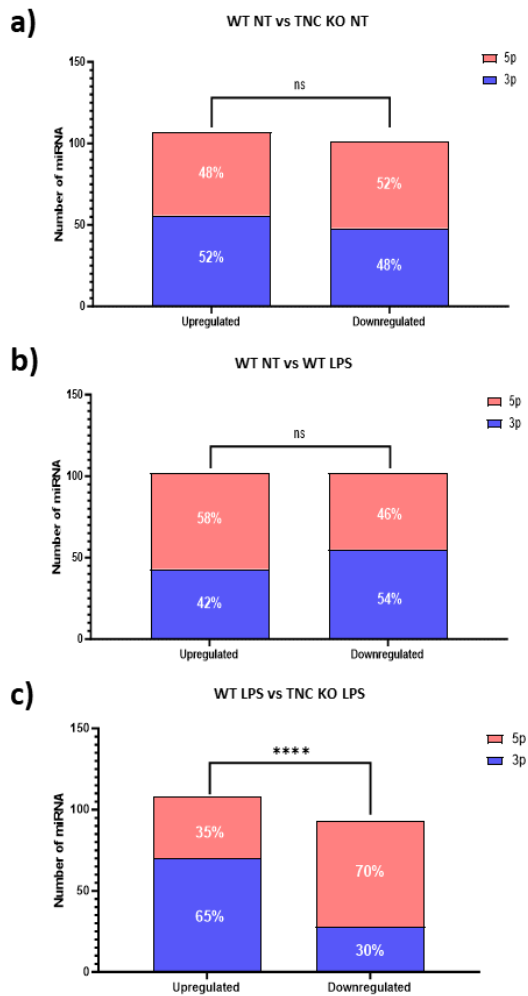 a)
WT NT vs TNC KO NT
5p
3p
150
100
50
0
Number of miRNA
ns
48%
52%
52%
48%
Upregulated Downregulated
b)
WT NT vs WT LPS
5p
3p
150
100
50
0
Number of miRNA
ns
58%
46%
42%
54%
Upregulated Downregulated
c)
WT LPS vs TNC KO LPS
5p
3p
150
100
50
0
Number of miRNA
****
35%
70%
65%
30%
Upregulated Downregulated